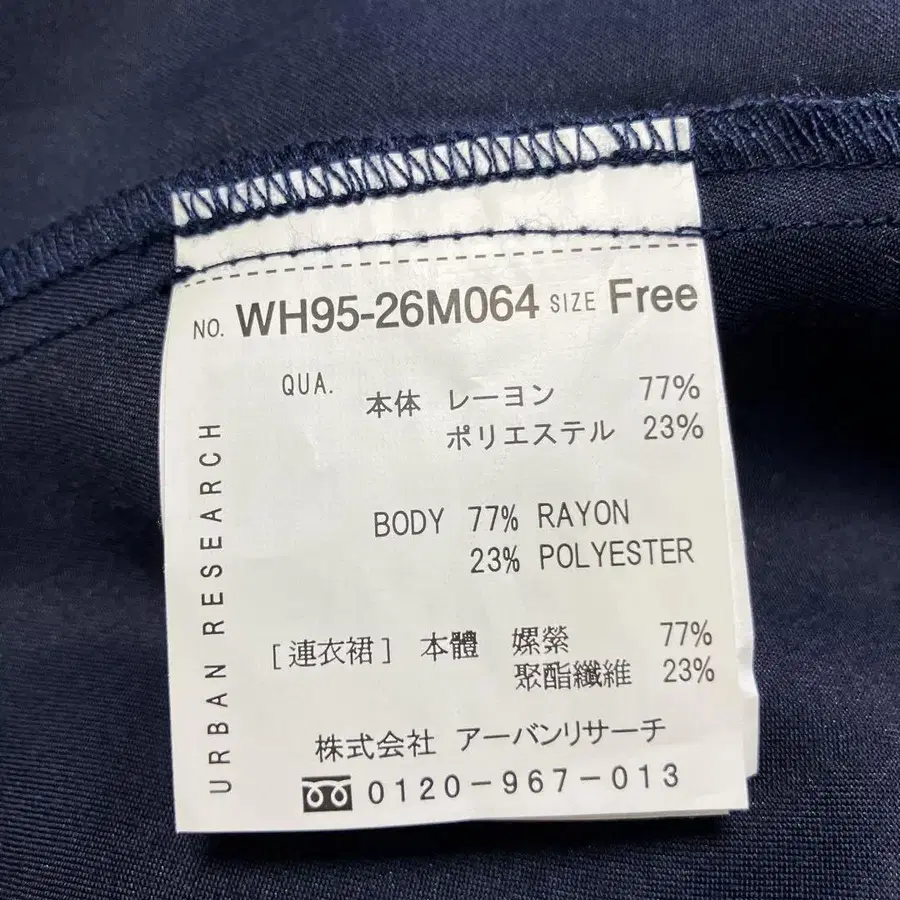 NO. WH95-26M064 SIZE Free
QUA. 本体 レーヨン 77%
ポリエステル 23%
BODY 77% RAYON
23% POLYESTER
[連衣裙] 本體 嫘縈 77%
聚酯纖維 23%
株式会社 アーバンリサーチ
0120-967-013
URBAN RESEARCH